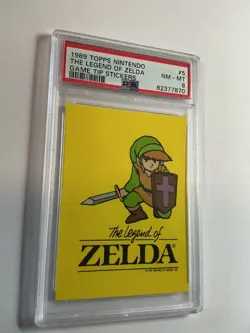 1989 TOPPS NINTENDO #5
THE LEGEND OF ZELDA NM - MT
GAME TIP STICKERS 8
PSA 62377870
The Legend of
ZELDA